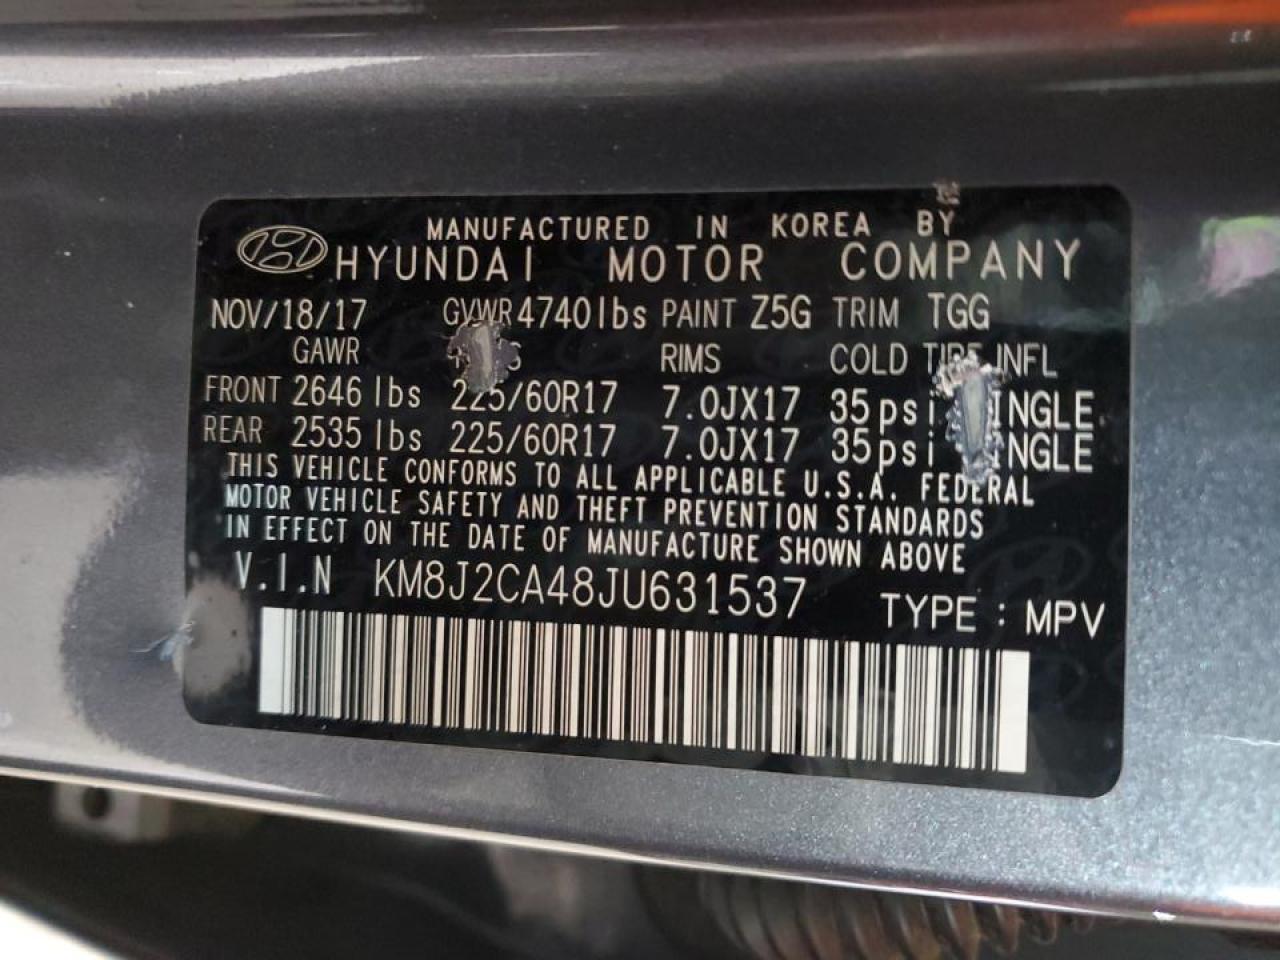 MANUFACTURED IN KOREA BY
HYUNDAI MOTOR COMPANY
NOV/18/17 GVWR 4740lbs PAINT Z5G TRIM TGG
GAWR RIMS COLD TIRE INFL
FRONT 2646 lbs 225/60R17 7.0JX17 35psi SINGLE
REAR 2535 lbs 225/60R17 7.0JX17 35psi SINGLE
THIS VEHICLE CONFORMS TO ALL APPLICABLE U.S.A. FEDERAL
MOTOR VEHICLE SAFETY AND THEFT PREVENTION STANDARDS
IN EFFECT ON THE DATE OF MANUFACTURE SHOWN ABOVE
V.I.N KM8J2CA48JU631537 TYPE : MPV